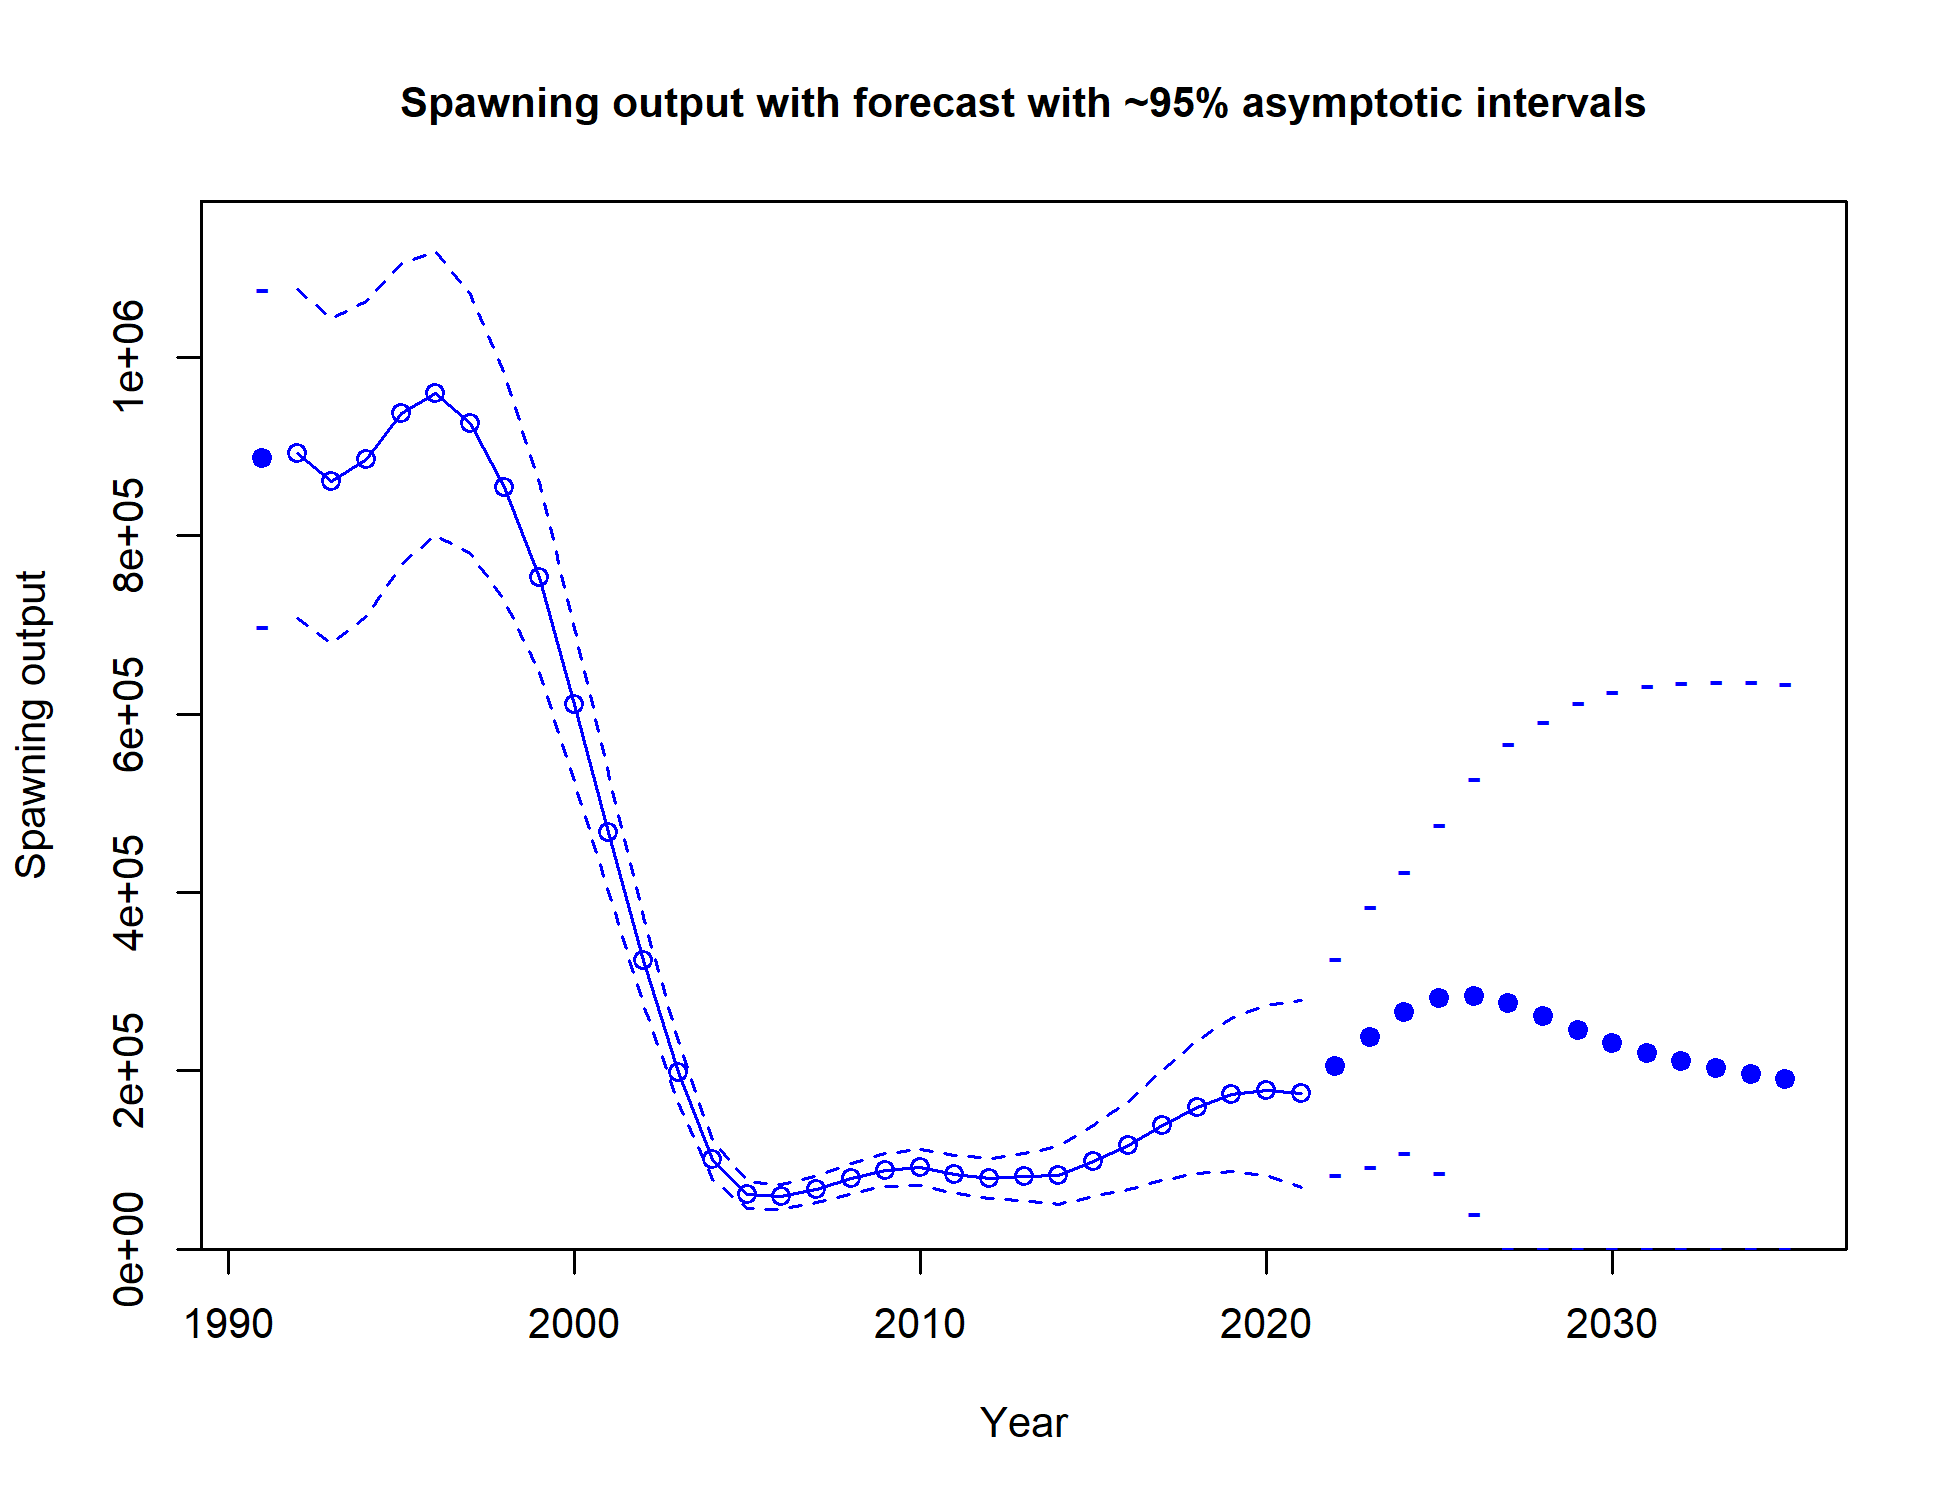 Spawning output with forecast with ~95% asymptotic intervals
Spawning output
1e+06
8e+05
6e+05
4e+05
2e+05
0e+00
1990 2000 2010 2020 2030
Year